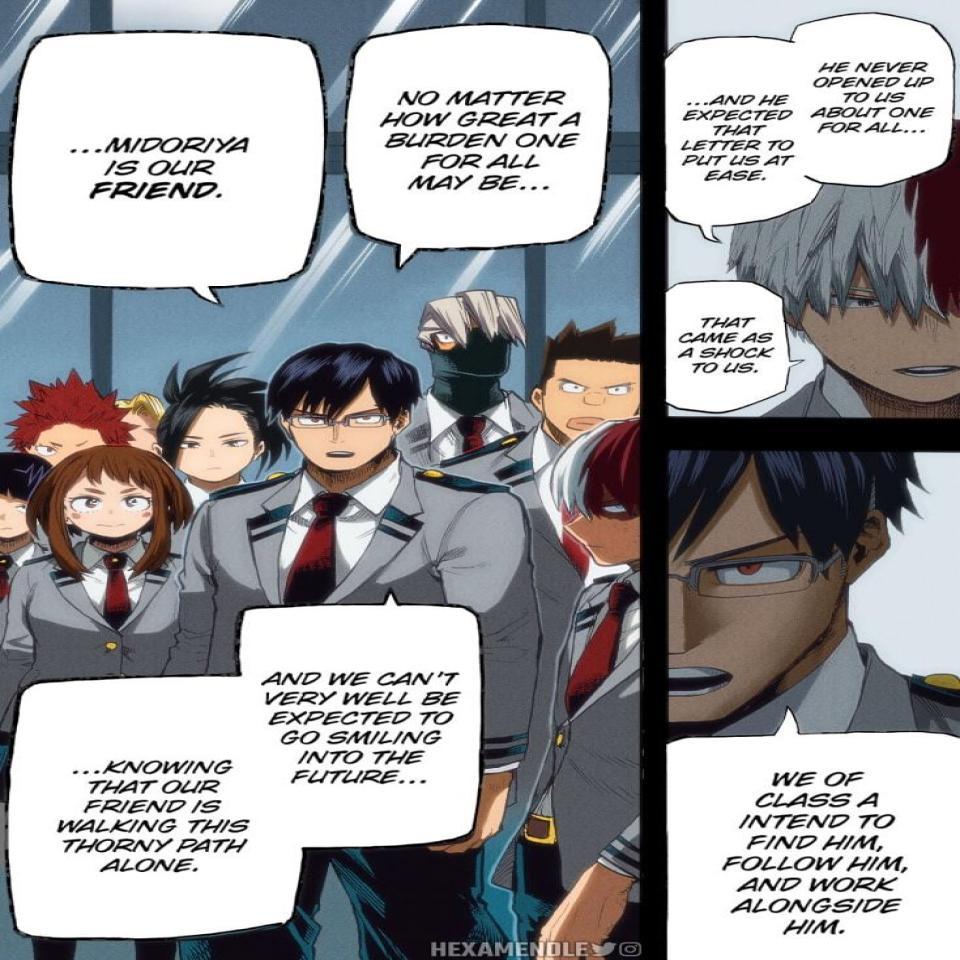 HE NEVER
OPENED UP
TO US
ABOUT ONE
FOR ALL...
...AND HE
EXPECTED
THAT
LETTER TO
PUT US AT
EASE.
THAT
CAME AS
A SHOCK
TO US.
WE OF
CLASS A
INTEND TO
FIND HIM,
FOLLOW HIM,
AND WORK
ALONGSIDE
HIM.
NO MATTER
HOW GREAT A
BURDEN ONE
FOR ALL
MAY BE...
...MIDORIYA
IS OUR
FRIEND.
AND WE CAN'T
VERY WELL BE
EXPECTED TO
GO SMILING
INTO THE
FUTURE...
...KNOWING
THAT OUR
FRIEND IS
WALKING THIS
THORNY PATH
ALONE.
HEXAMENDLE